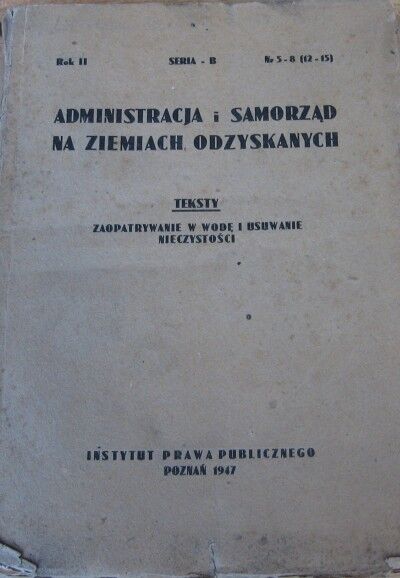 Rok II SERIA - B Nr 5-8 (12-15)
ADMINISTRACJA i SAMORZĄD
NA ZIEMIACH ODZYSKANYCH
TEKSTY
ZAOPATRYWANIE W WODĘ I USUWANIE
NIECZYSTOŚCI
INSTYTUT PRAWA PUBLICZNEGO
POZNAŃ 1947